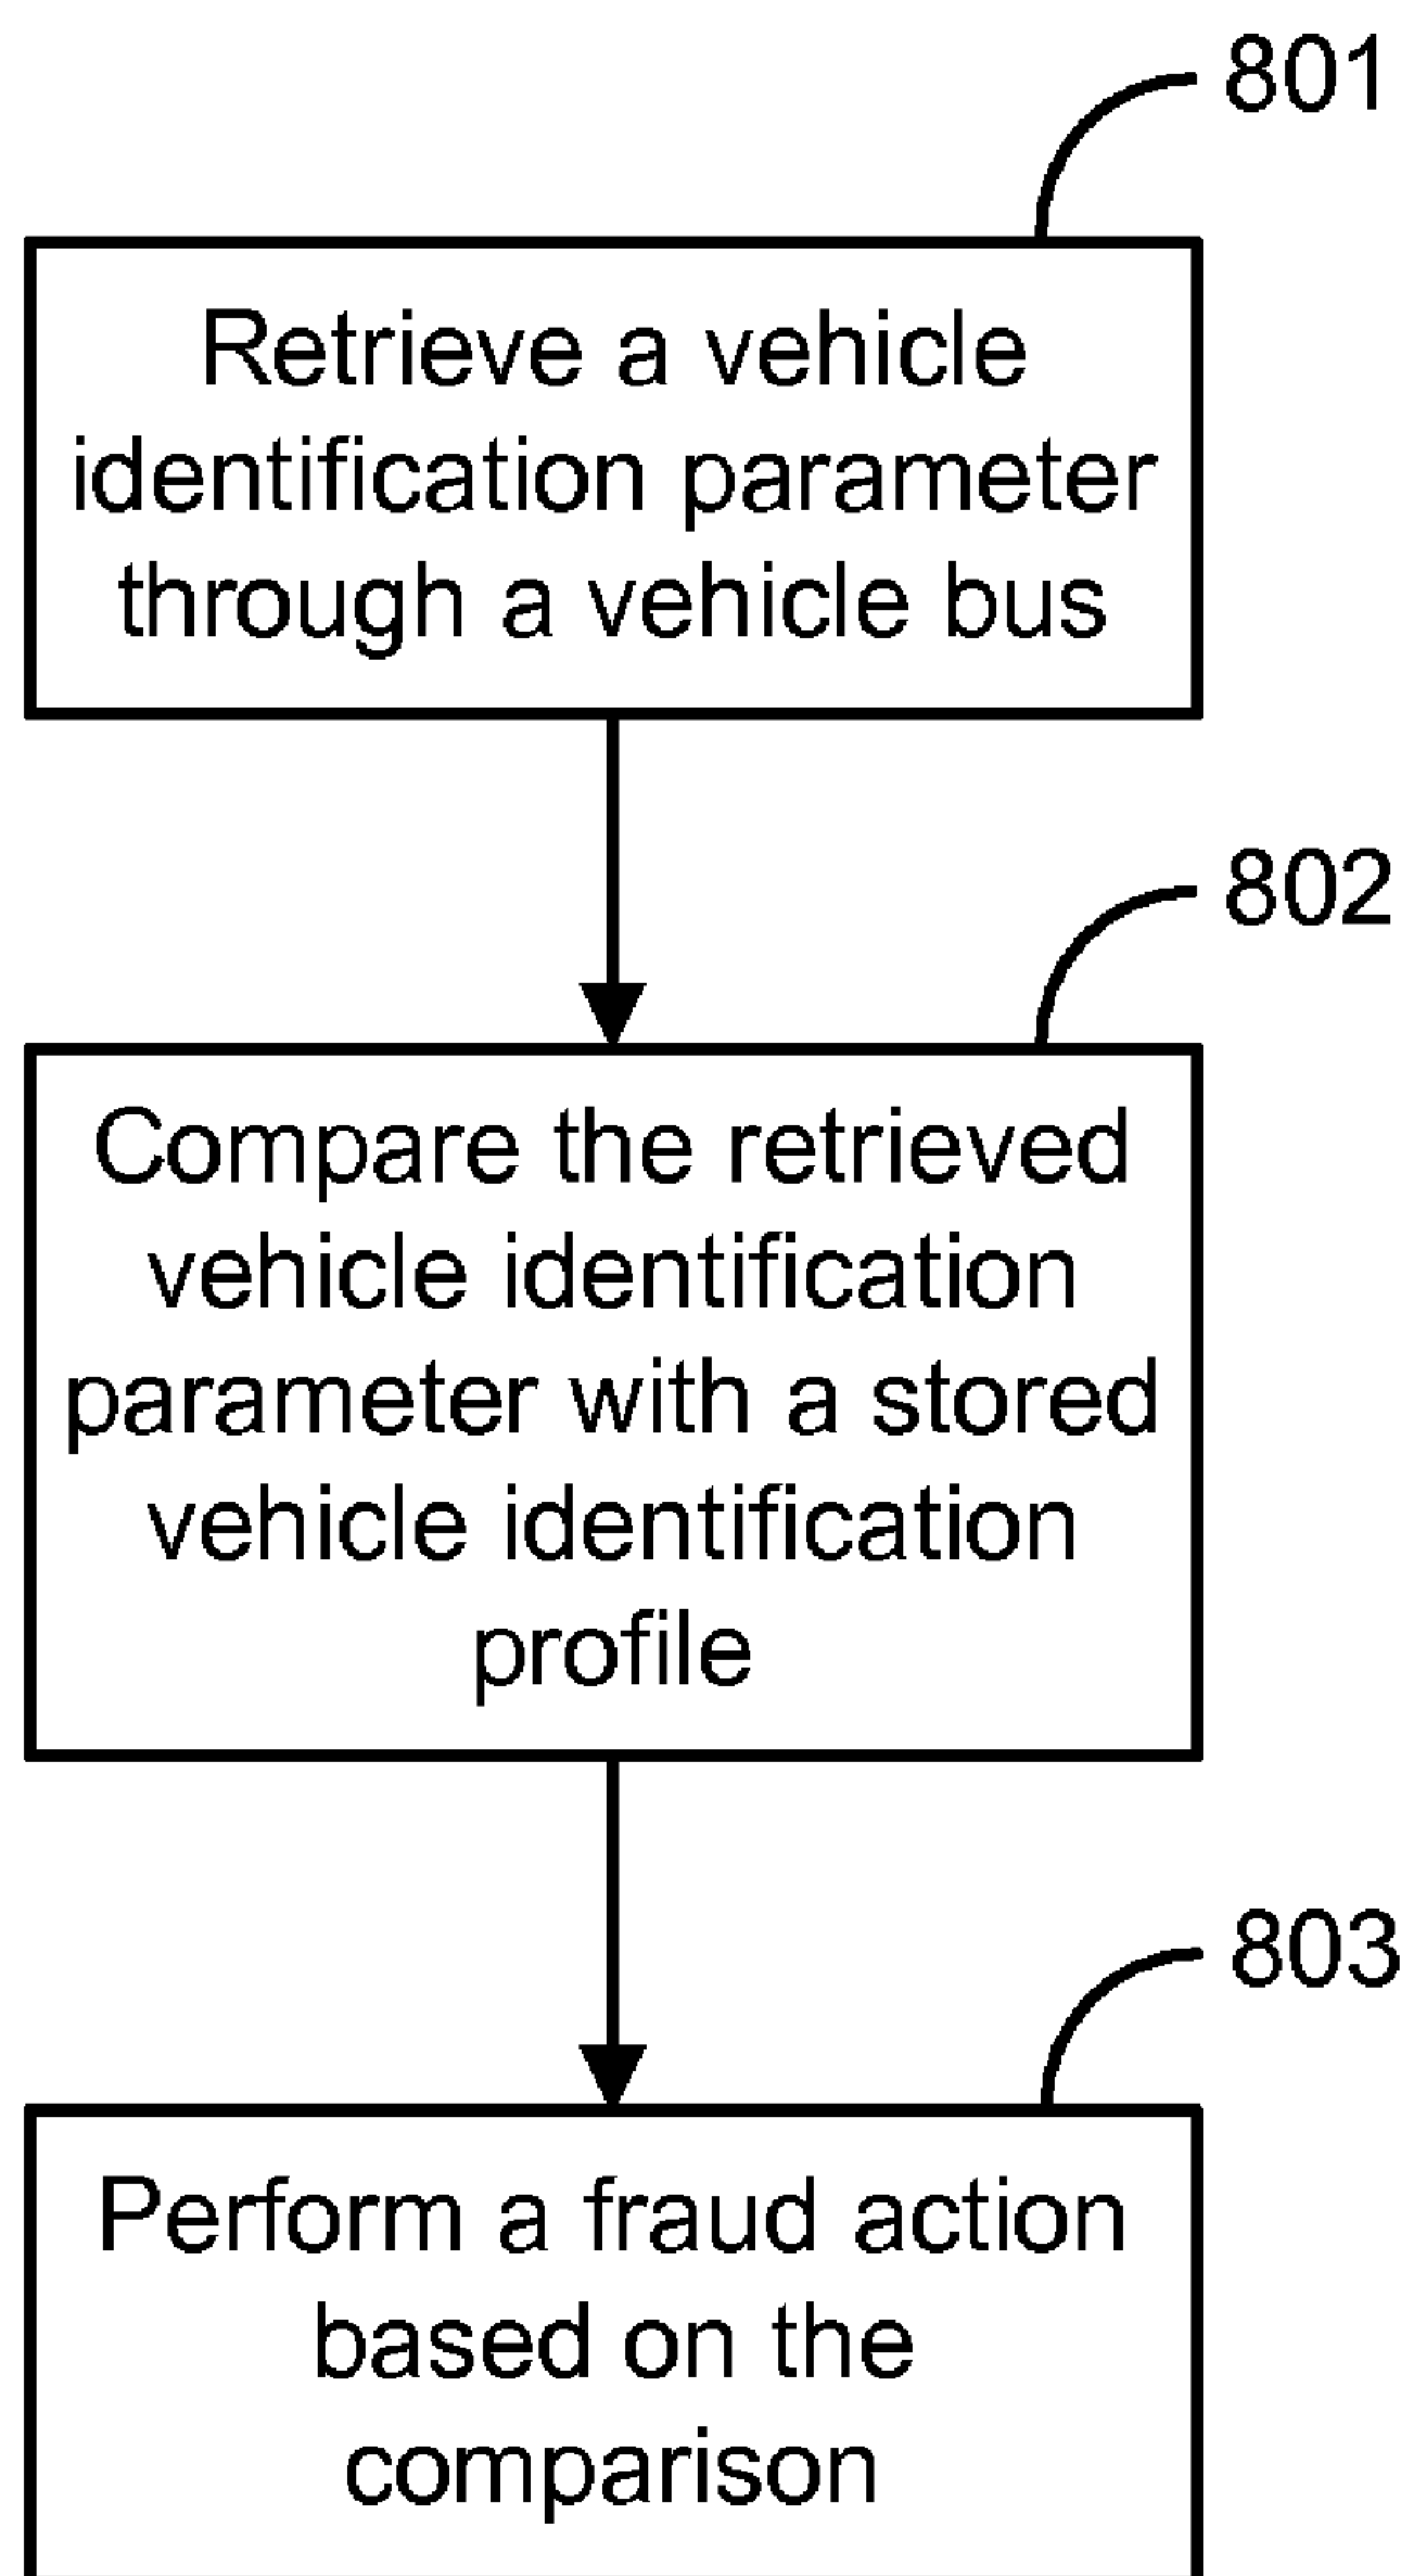 801
Retrieve a vehicle
identification parameter
through a vehicle bus
802
Compare the retrieved
vehicle identification
parameter with a stored
vehicle identification
profile
803
Perform a fraud action
based on the
comparison